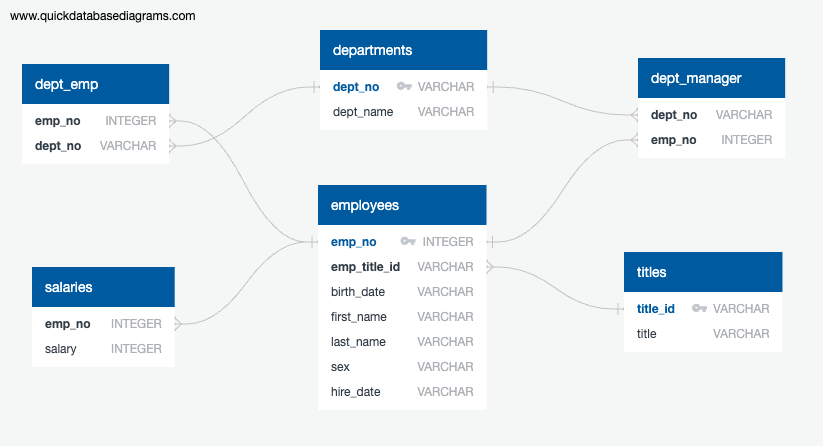 www.quickdatabasediagrams.com
dept_emp
emp_no INTEGER
dept_no VARCHAR
departments
dept_no VARCHAR
dept_name VARCHAR
dept_manager
dept_no VARCHAR
emp_no INTEGER
employees
emp_no INTEGER
emp_title_id VARCHAR
birth_date VARCHAR
first_name VARCHAR
last_name VARCHAR
sex VARCHAR
hire_date VARCHAR
salaries
emp_no INTEGER
salary INTEGER
titles
title_id VARCHAR
title VARCHAR